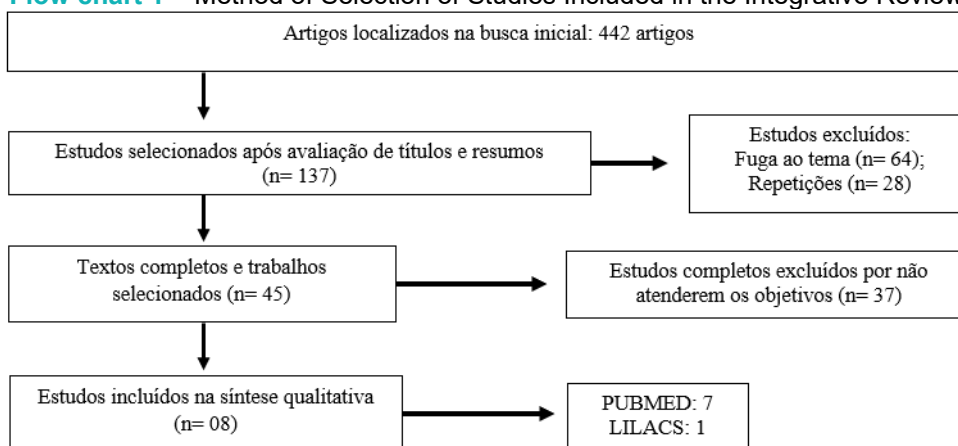 Flow chart 1 – Method of Selection of Studies Included in the Integrative Review
Artigos localizados na busca inicial: 442 artigos
Estudos selecionados após avaliação de títulos e resumos
(n= 137)
Estudos excluídos:
Fuga ao tema (n= 64);
Repetições (n= 28)
Textos completos e trabalhos
selecionados (n= 45)
Estudos completos excluídos por não
atenderem os objetivos (n= 37)
Estudos incluídos na síntese qualitativa
(n= 08)
PUBMED: 7
LILACS: 1